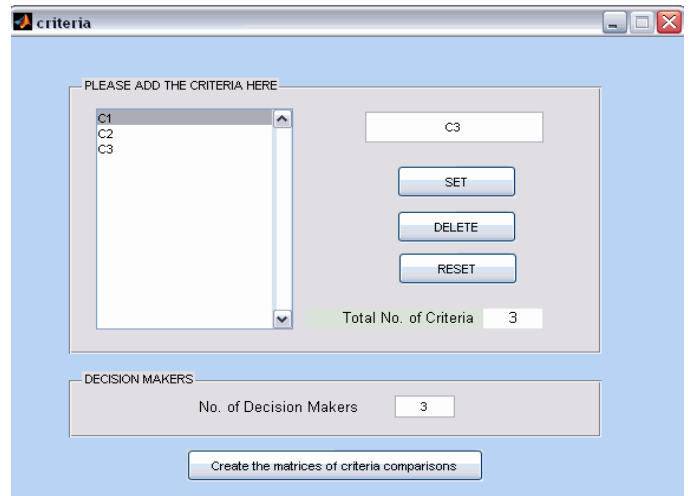 criteria
PLEASE ADD THE CRITERIA HERE
C1
C2
C3
C3
SET
DELETE
RESET
Total No. of Criteria 3
DECISION MAKERS
No. of Decision Makers 3
Create the matrices of criteria comparisons